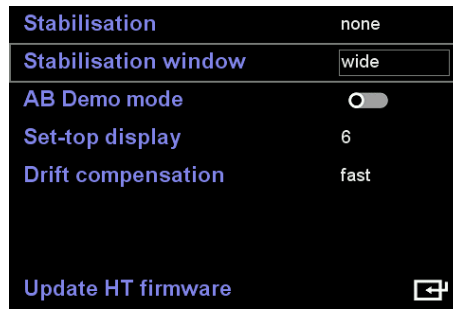 Stabilisation none
Stabilisation window wide
AB Demo mode
Set-top display 6
Drift compensation fast
Update HT firmware